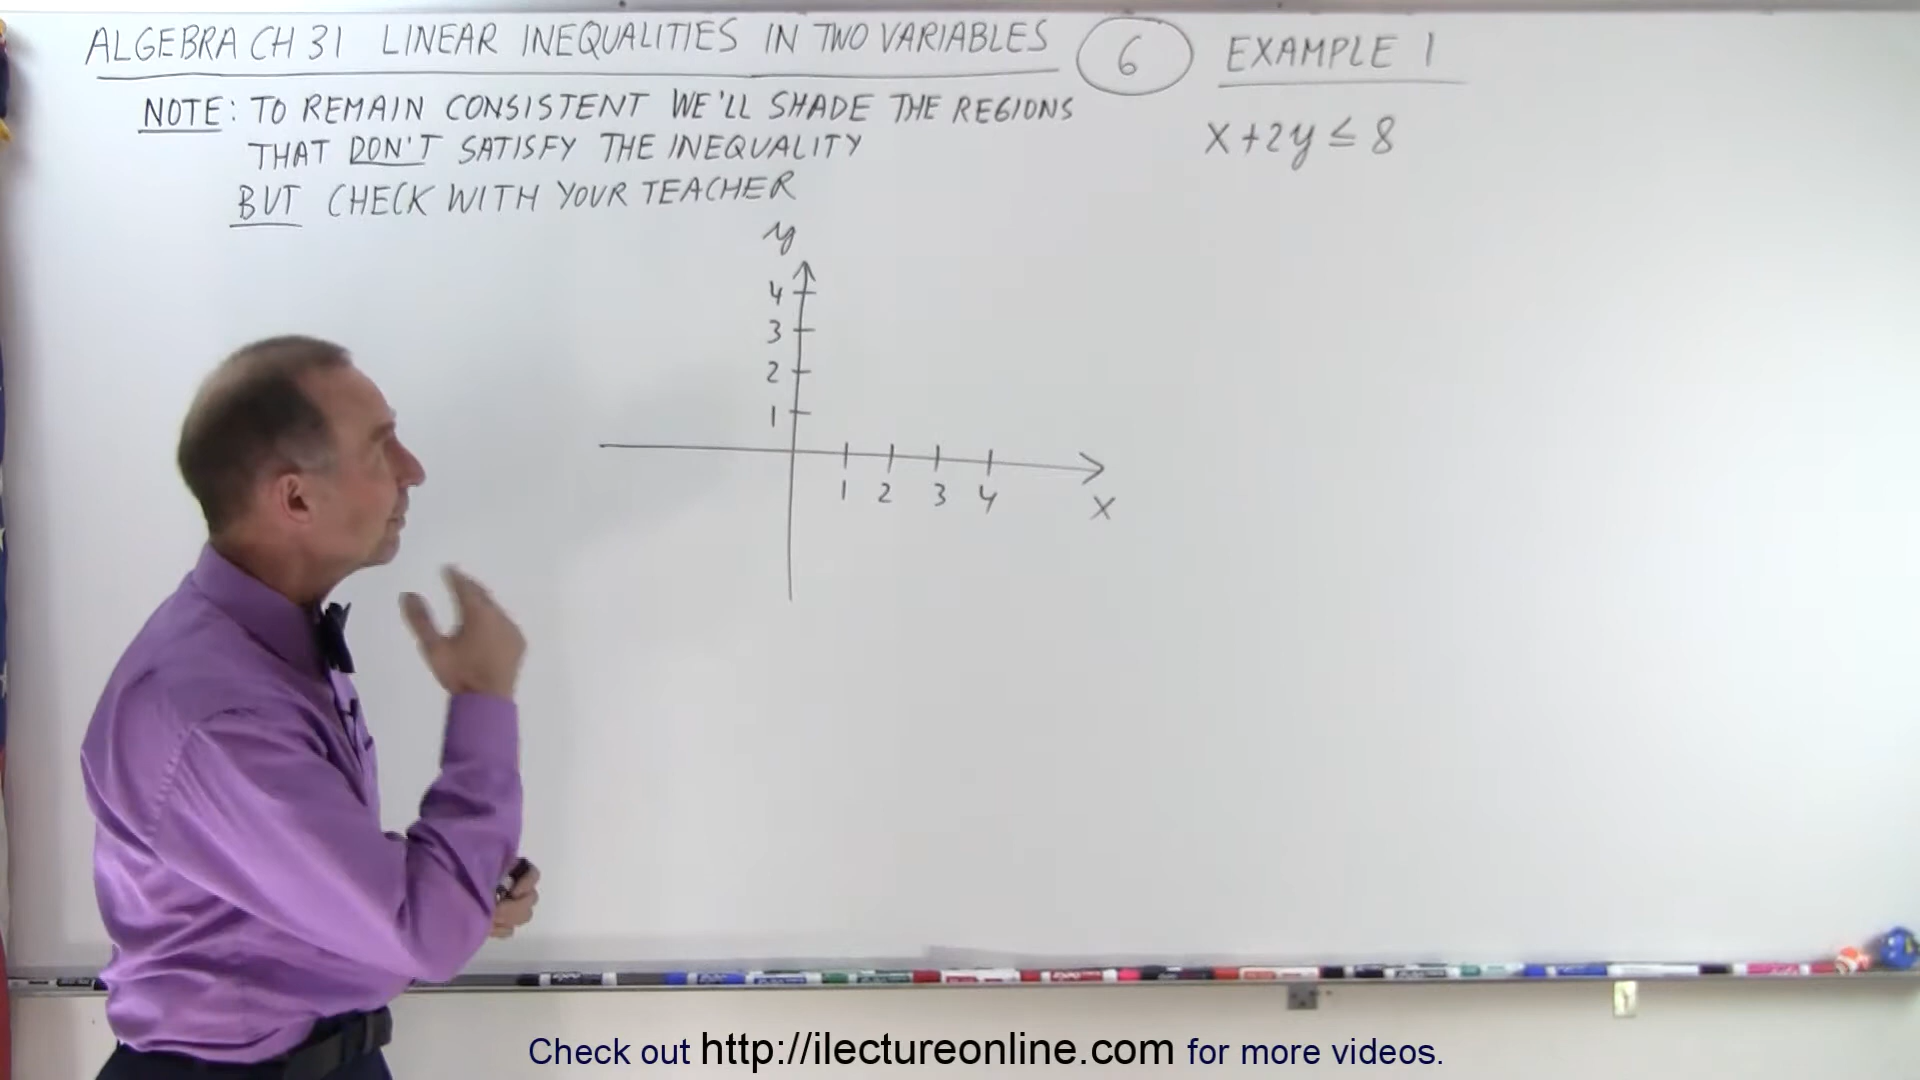 ALGEBRA CH 31 LINEAR INEQUALITIES IN TWO VARIABLES 6 EXAMPLE 1
NOTE: TO REMAIN CONSISTENT WE'LL SHADE THE REGIONS
THAT DON'T SATISFY THE INEQUALITY
BUT CHECK WITH YOUR TEACHER
x+2y≤8
y
4
3
2
1
1 2 3 4
x
Check out http://ilectureonline.com for more videos.